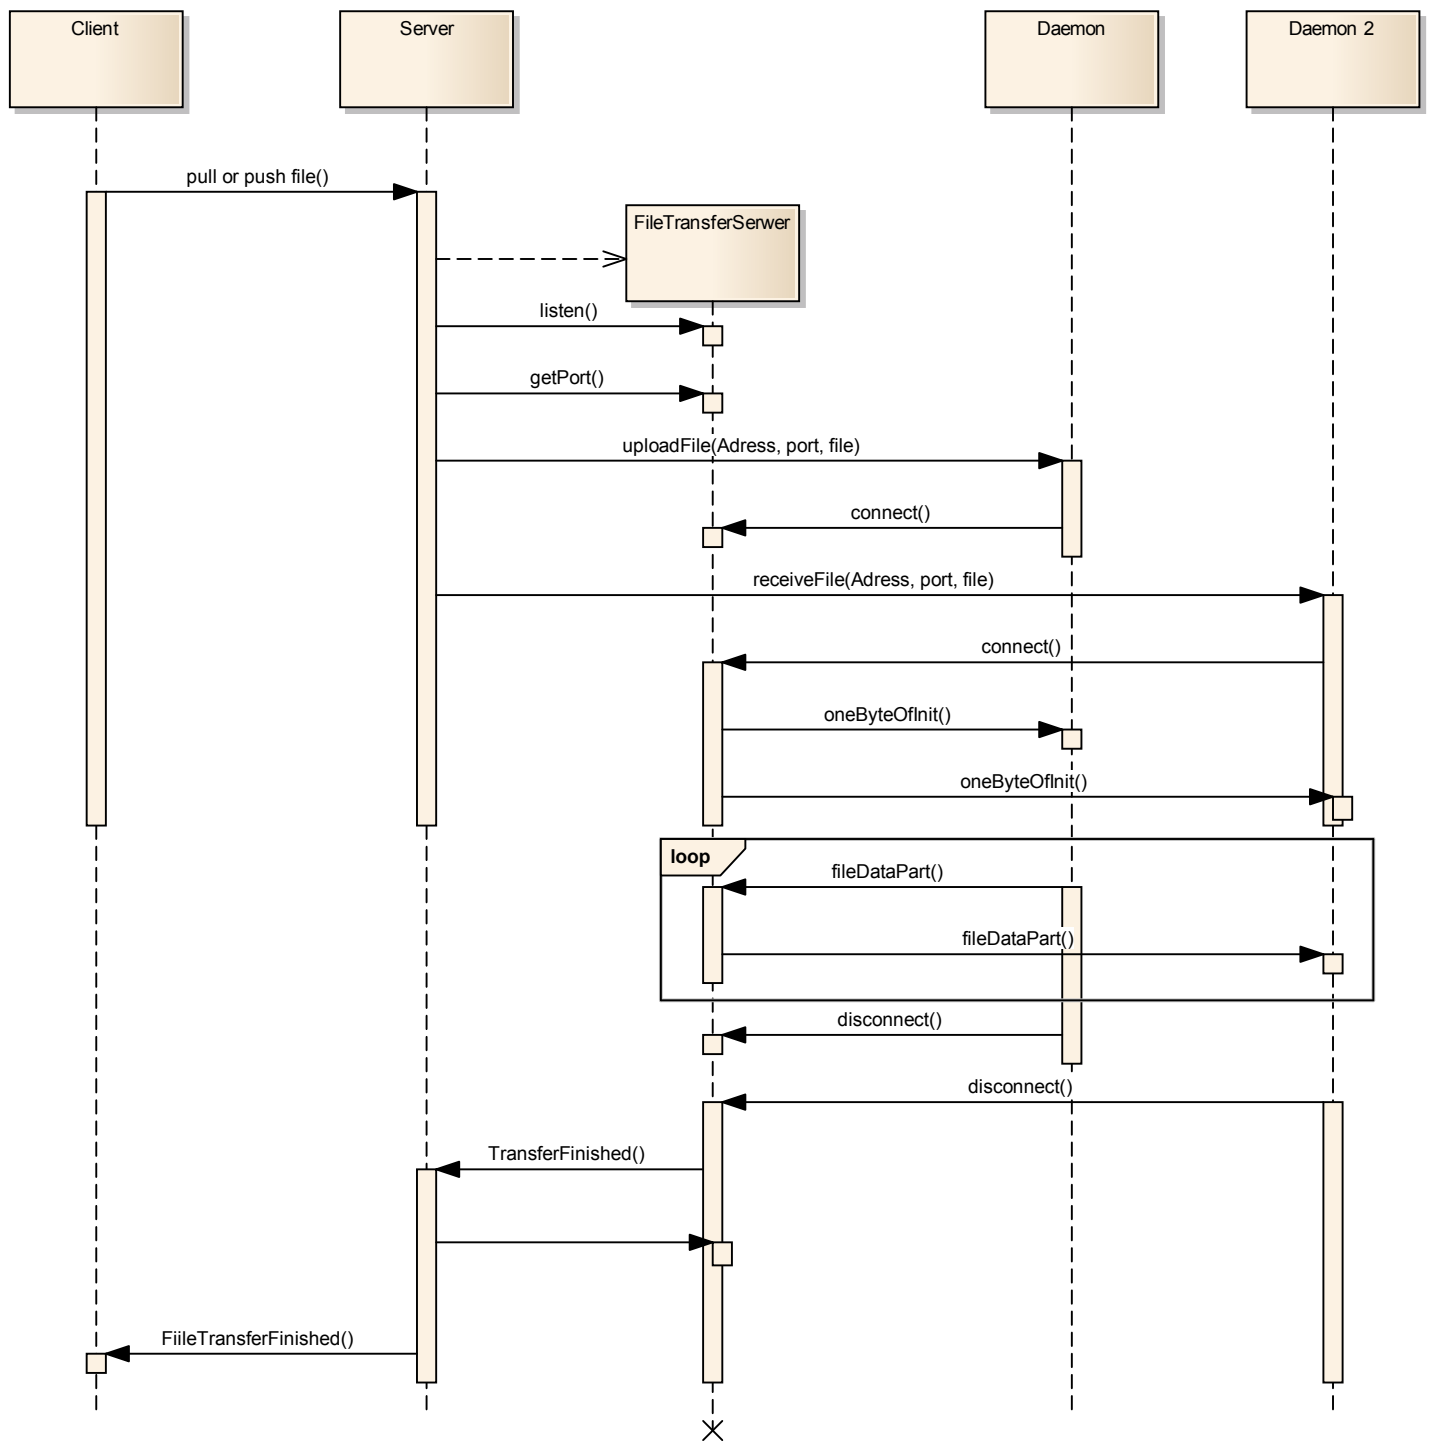 Client
Server
Daemon
Daemon 2
pull or push file()
FileTransferSerwer
listen()
getPort()
uploadFile(Adress, port, file)
connect()
receiveFile(Adress, port, file)
connect()
oneByteOfInit()
oneByteOfInit()
loop
fileDataPart()
fileDataPart()
disconnect()
disconnect()
TransferFinished()
FiileTransferFinished()